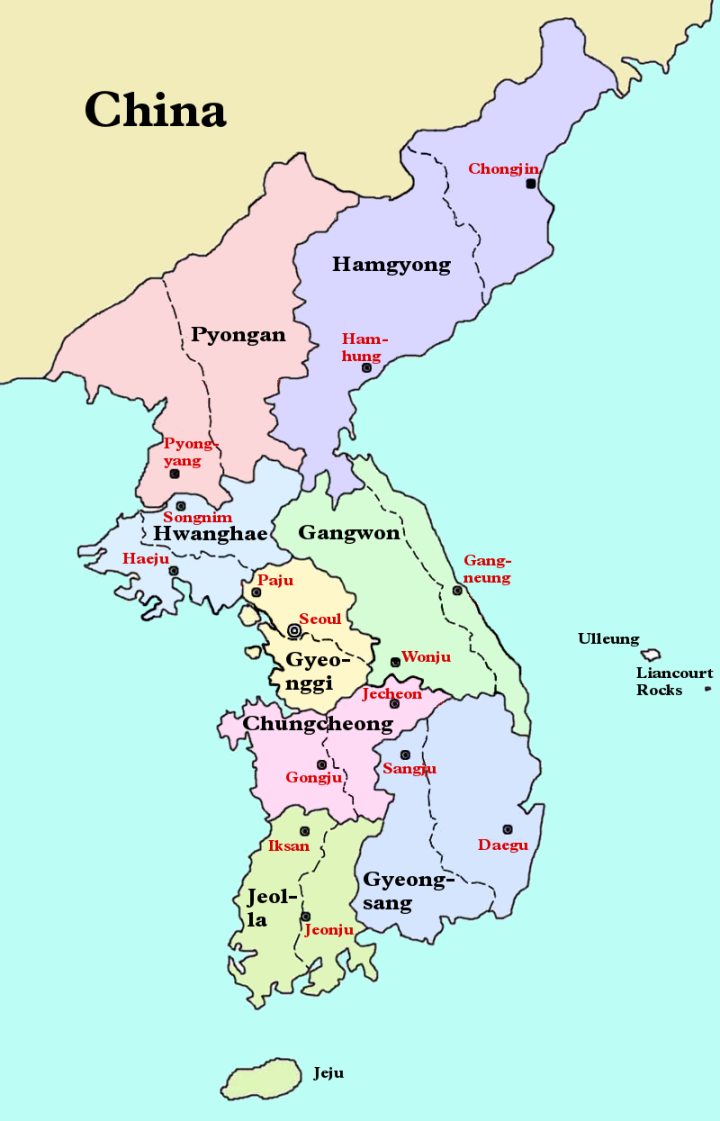 China
Chongjin
Hamgyong
Pyongan
Ham-
hung
Pyong-
yang
Songnim
Hwanghae
Gangwon
Haeju
Gang-
neung
Paju
Seoul
Ulleung
Gyeo-
nggi
Wonju
Liancourt
Rocks
Jecheon
Chungcheong
Sangju
Gongju
Iksan
Daegu
Gyeong-
sang
Jeol-
la
Jeonju
Jeju